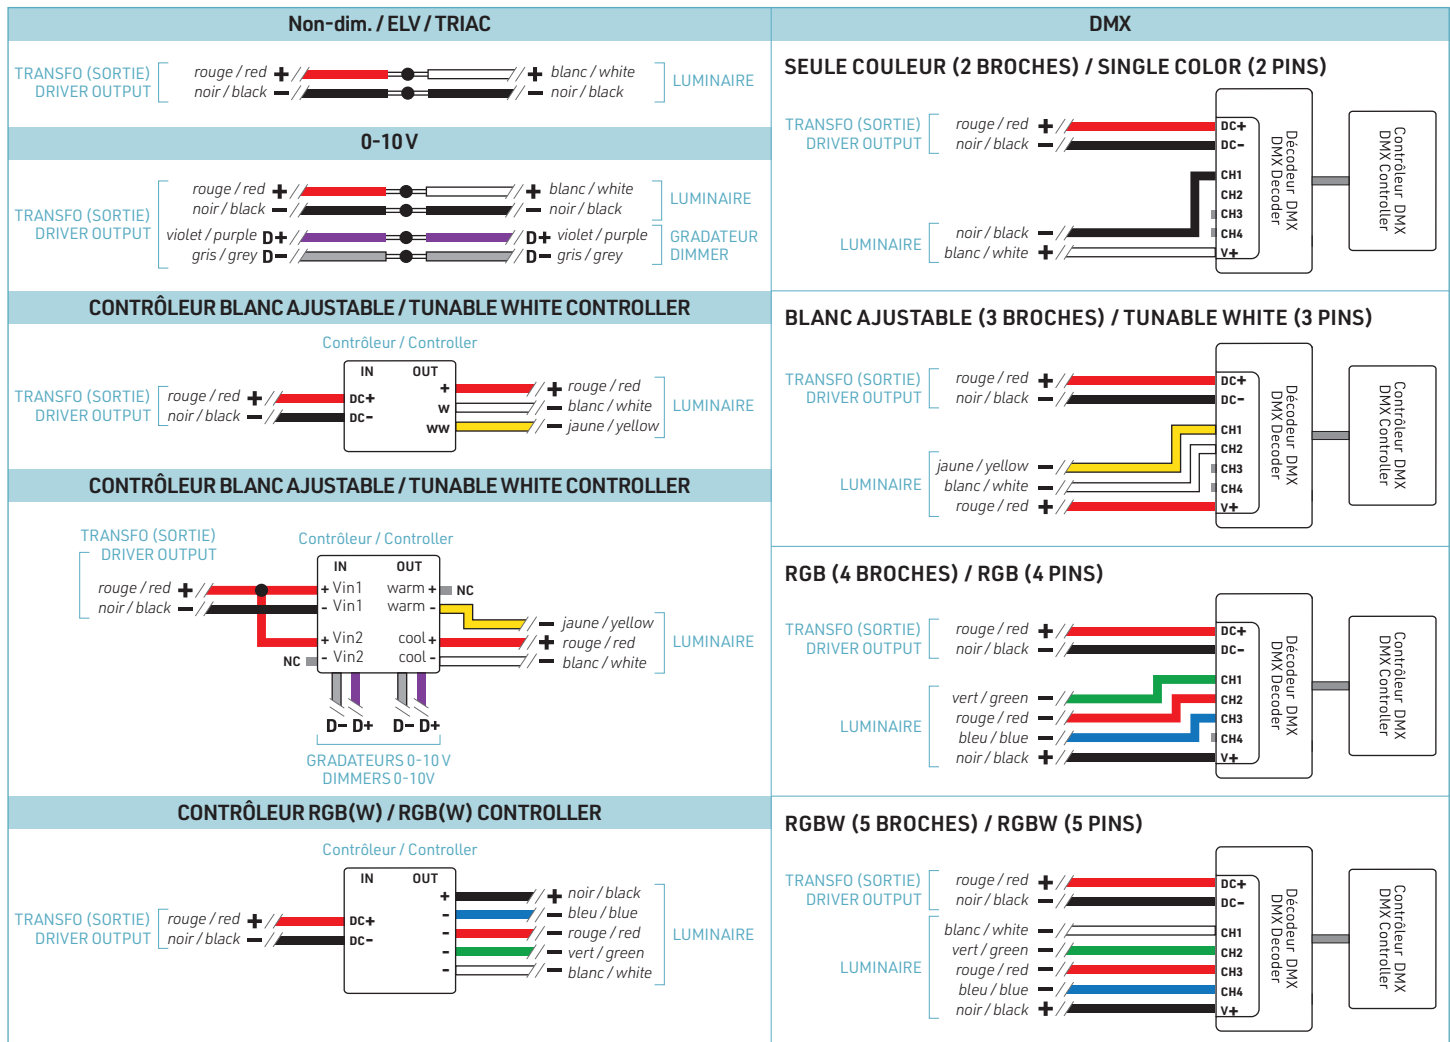 Non-dim. / ELV / TRIAC
TRANSFO (SORTIE)
DRIVER OUTPUT
rouge / red +
noir / black −
+ blanc / white
− noir / black
LUMINAIRE
0-10 V
TRANSFO (SORTIE)
DRIVER OUTPUT
rouge / red +
noir / black −
violet / purple D+
gris / grey D−
+ blanc / white
− noir / black
D+ violet / purple
D− gris / grey
LUMINAIRE
GRADATEUR
DIMMER
CONTRÔLEUR BLANC AJUSTABLE / TUNABLE WHITE CONTROLLER
Contrôleur / Controller
TRANSFO (SORTIE)
DRIVER OUTPUT
rouge / red +
noir / black −
IN OUT
DC+
DC−
+
W
WW
+ rouge / red
− blanc / white
− jaune / yellow
LUMINAIRE
CONTRÔLEUR BLANC AJUSTABLE / TUNABLE WHITE CONTROLLER
TRANSFO (SORTIE)
DRIVER OUTPUT
Contrôleur / Controller
rouge / red +
noir / black −
IN OUT
+ Vin1 warm + NC
- Vin1 warm -
+ Vin2 cool +
NC - Vin2 cool -
− jaune / yellow
+ rouge / red
− blanc / white
LUMINAIRE
D− D+ D− D+
GRADATEURS 0-10 V
DIMMERS 0-10V
CONTRÔLEUR RGB(W) / RGB(W) CONTROLLER
Contrôleur / Controller
TRANSFO (SORTIE)
DRIVER OUTPUT
rouge / red +
noir / black −
IN OUT
DC+
DC−
+
-
-
-
-
+ noir / black
− bleu / blue
− rouge / red
− vert / green
− blanc / white
LUMINAIRE
DMX
SEULE COULEUR (2 BROCHES) / SINGLE COLOR (2 PINS)
TRANSFO (SORTIE)
DRIVER OUTPUT
rouge / red +
noir / black −
LUMINAIRE
noir / black −
blanc / white +
DC+
DC−
CH1
CH2
CH3
CH4
V+
Décodeur DMX
DMX Decoder
Contrôleur DMX
DMX Controller
BLANC AJUSTABLE (3 BROCHES) / TUNABLE WHITE (3 PINS)
TRANSFO (SORTIE)
DRIVER OUTPUT
rouge / red +
noir / black −
LUMINAIRE
jaune / yellow −
blanc / white −
rouge / red +
DC+
DC−
CH1
CH2
CH3
CH4
V+
Décodeur DMX
DMX Decoder
Contrôleur DMX
DMX Controller
RGB (4 BROCHES) / RGB (4 PINS)
TRANSFO (SORTIE)
DRIVER OUTPUT
rouge / red +
noir / black −
LUMINAIRE
vert / green −
rouge / red −
bleu / blue −
noir / black +
DC+
DC−
CH1
CH2
CH3
CH4
V+
Décodeur DMX
DMX Decoder
Contrôleur DMX
DMX Controller
RGBW (5 BROCHES) / RGBW (5 PINS)
TRANSFO (SORTIE)
DRIVER OUTPUT
rouge / red +
noir / black −
LUMINAIRE
blanc / white −
vert / green −
rouge / red −
bleu / blue −
noir / black +
DC+
DC−
CH1
CH2
CH3
CH4
V+
Décodeur DMX
DMX Decoder
Contrôleur DMX
DMX Controller